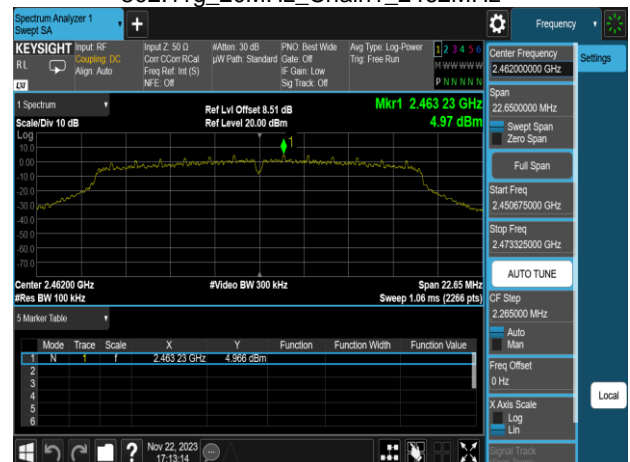 Spectrum Analyzer 1
Swept SA
+
Frequency
KEYSIGHT Input: RF Input Z: 50 Ω #Atten: 30 dB PNO: Best Wide Avg Type: Log-Power 1 2 3 4 5 6
RL Coupling: DC Corr CCorr RCal µW Path: Standard Gate: Off Trig: Free Run M W W W W W
Align: Auto Freq Ref: Int (S) IF Gain: Low
LXI NFE: Off Sig Track: Off P N N N N N
Center Frequency
2.462000000 GHz
Settings
1 Spectrum
Ref Lvl Offset 8.51 dB Mkr1 2.463 23 GHz
Scale/Div 10 dB Ref Level 20.00 dBm 4.97 dBm
Log
10.0
0.00
-10.0
-20.0
-30.0
-40.0
-50.0
-60.0
-70.0
1
Center 2.46200 GHz #Video BW 300 kHz Span 22.65 MHz
#Res BW 100 kHz Sweep 1.06 ms (2266 pts)
Span
22.6500000 MHz
Swept Span
Zero Span
Full Span
Start Freq
2.450675000 GHz
Stop Freq
2.473325000 GHz
AUTO TUNE
CF Step
2.265000 MHz
Auto
Man
Freq Offset
0 Hz
X Axis Scale
Log
Lin
Signal Track
Local
5 Marker Table
Mode Trace Scale X Y Function Function Width Function Value
1 N 1 f 2.463 23 GHz 4.966 dBm
2
3
4
5
6
? Nov 22, 2023
17:13:14